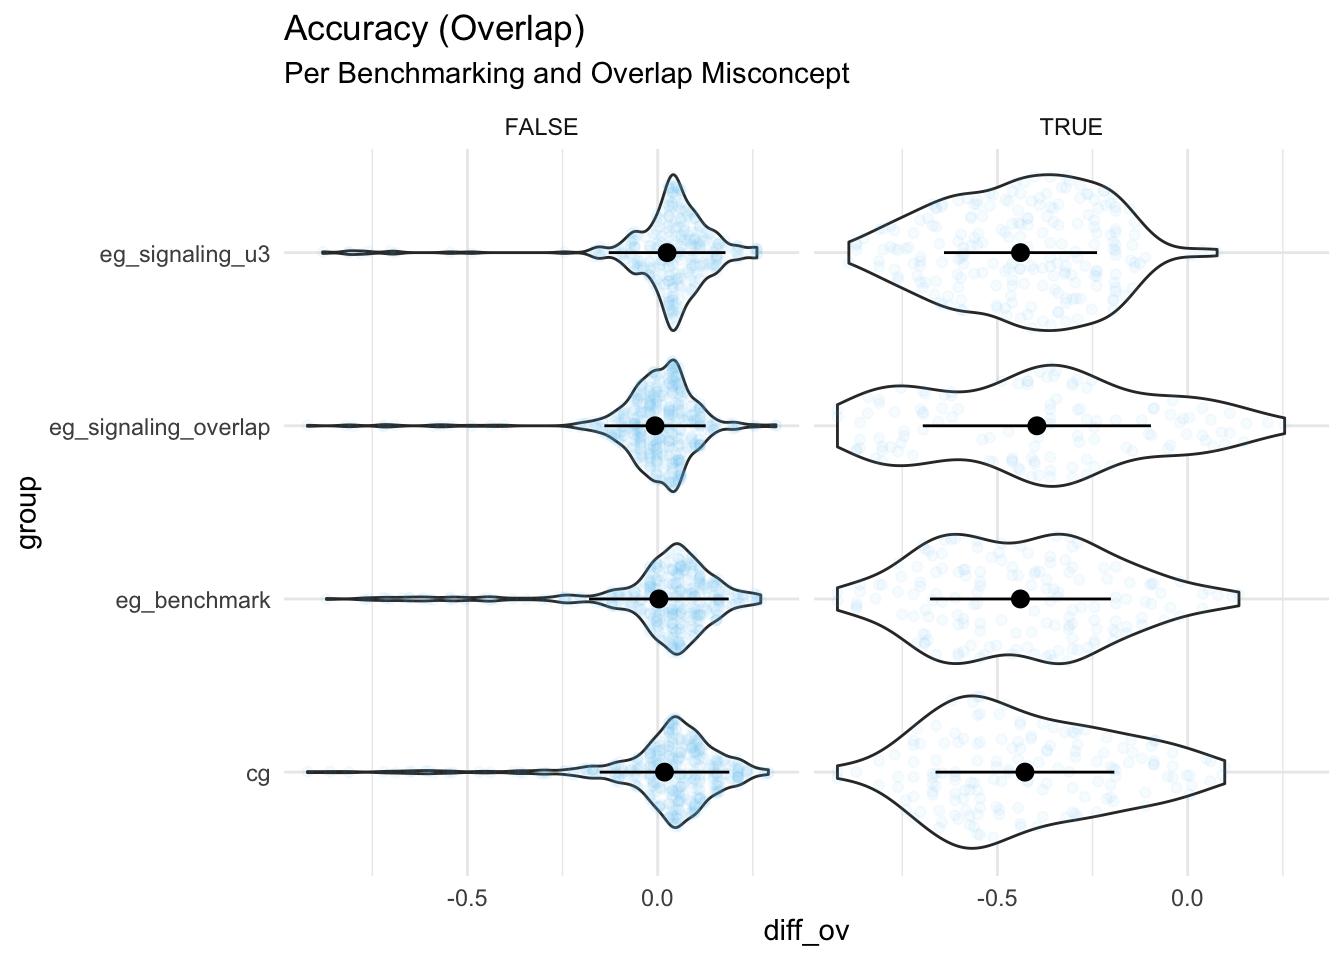 Accuracy (Overlap)
Per Benchmarking and Overlap Misconcept
FALSE
TRUE
eg_signaling_u3
eg_signaling_overlap
eg_benchmark
cg
group
-0.5
0.0
-0.5
0.0
diff_ov